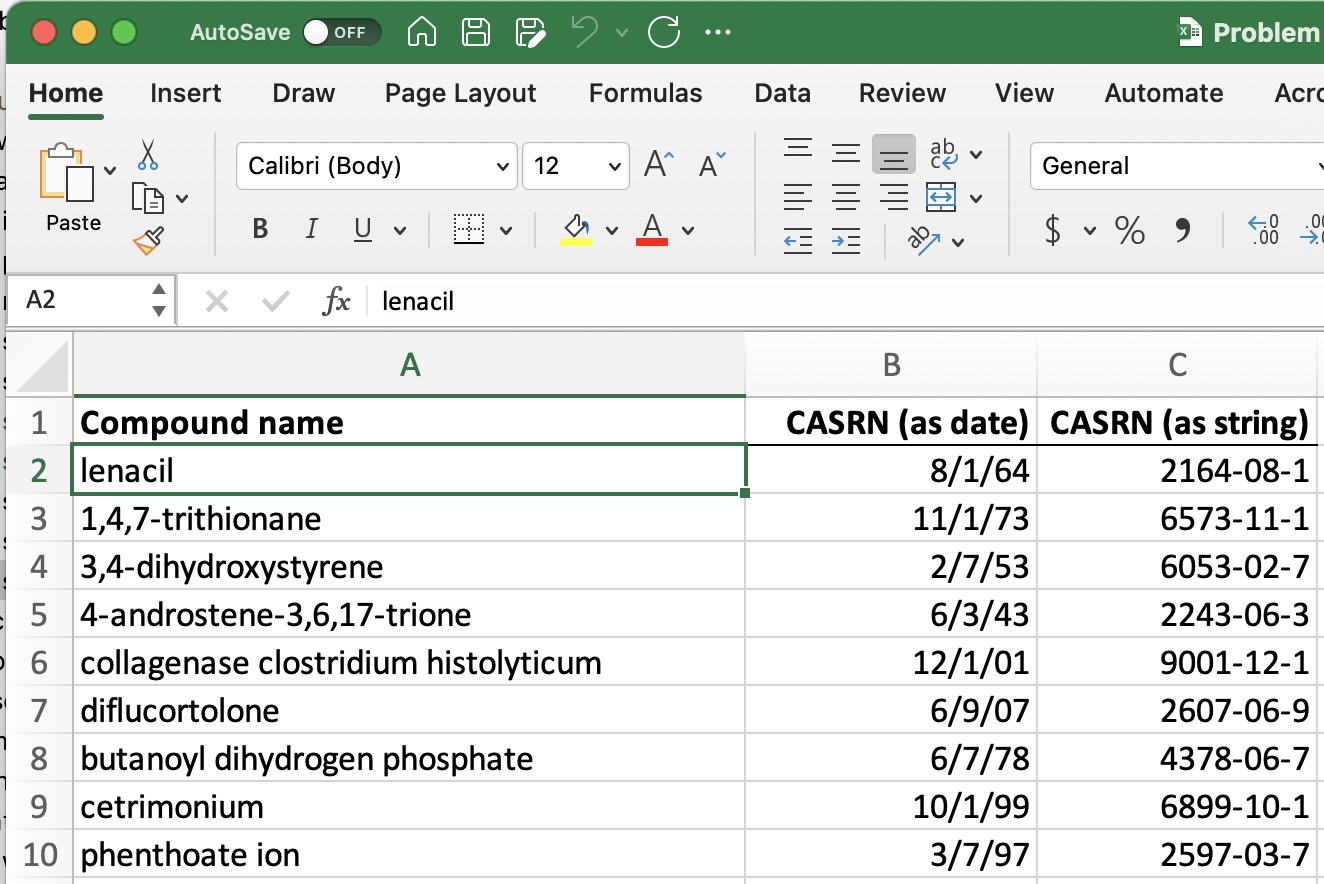 AutoSave OFF Problem
Home Insert Draw Page Layout Formulas Data Review View Automate Acro
Paste Calibri (Body) 12 General
B I U $ % 9
A2 fx lenacil
A B C
1 Compound name CASRN (as date) CASRN (as string)
2 lenacil 8/1/64 2164-08-1
3 1,4,7-trithionane 11/1/73 6573-11-1
4 3,4-dihydroxystyrene 2/7/53 6053-02-7
5 4-androstene-3,6,17-trione 6/3/43 2243-06-3
6 collagenase clostridium histolyticum 12/1/01 9001-12-1
7 diflucortolone 6/9/07 2607-06-9
8 butanoyl dihydrogen phosphate 6/7/78 4378-06-7
9 cetrimonium 10/1/99 6899-10-1
10 phenthoate ion 3/7/97 2597-03-7